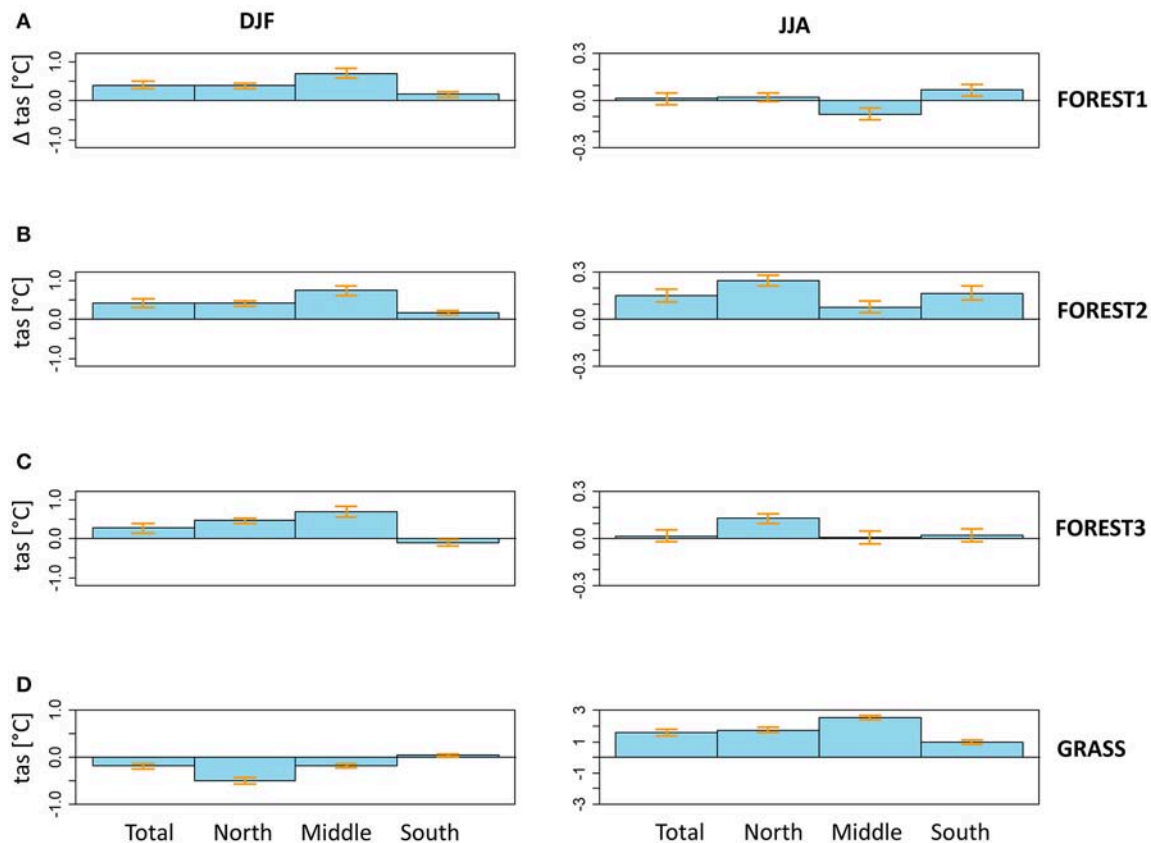 A
DJF
JJA
Δ tas [°C]
-1.0 0.0 1.0
-0.3 0.0 0.3
FOREST1
B
tas [°C]
-1.0 0.0 1.0
-0.3 0.0 0.3
FOREST2
C
tas [°C]
-1.0 0.0 1.0
-0.3 0.0 0.3
FOREST3
D
tas [°C]
-1.0 0.0 1.0
-3 -1 1 3
GRASS
Total North Middle South
Total North Middle South